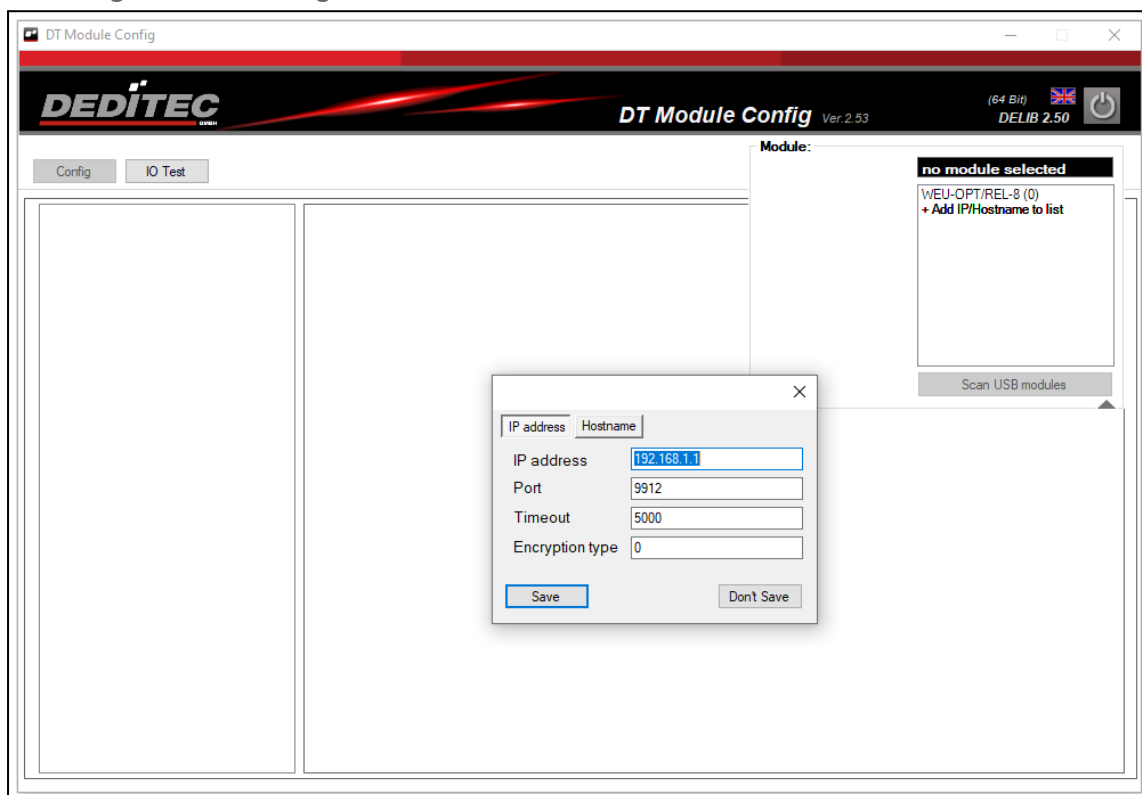 DT Module Config
DEDITEC
GMBH
DT Module Config Ver.2.53
(64 Bit)
DELIB 2.50
Config
IO Test
Module:
no module selected
WEU-OPT/REL-8 (0)
+ Add IP/Hostname to list
Scan USB modules
IP address
Hostname
IP address
192.168.1.1
Port
9912
Timeout
5000
Encryption type
0
Save
Don't Save